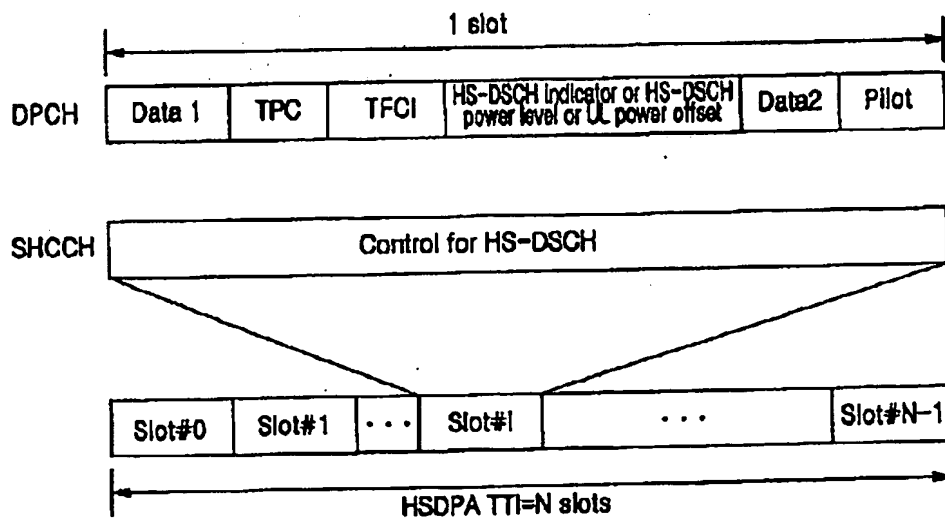 1 slot
DPCH
Data 1
TPC
TFCI
HS-DSCH indicator or HS-DSCH
power level or UL power offset
Data2
Pilot
SHCCH
Control for HS-DSCH
Slot#0
Slot#1
···
Slot#i
···
Slot#N-1
HSDPA TTI=N slots